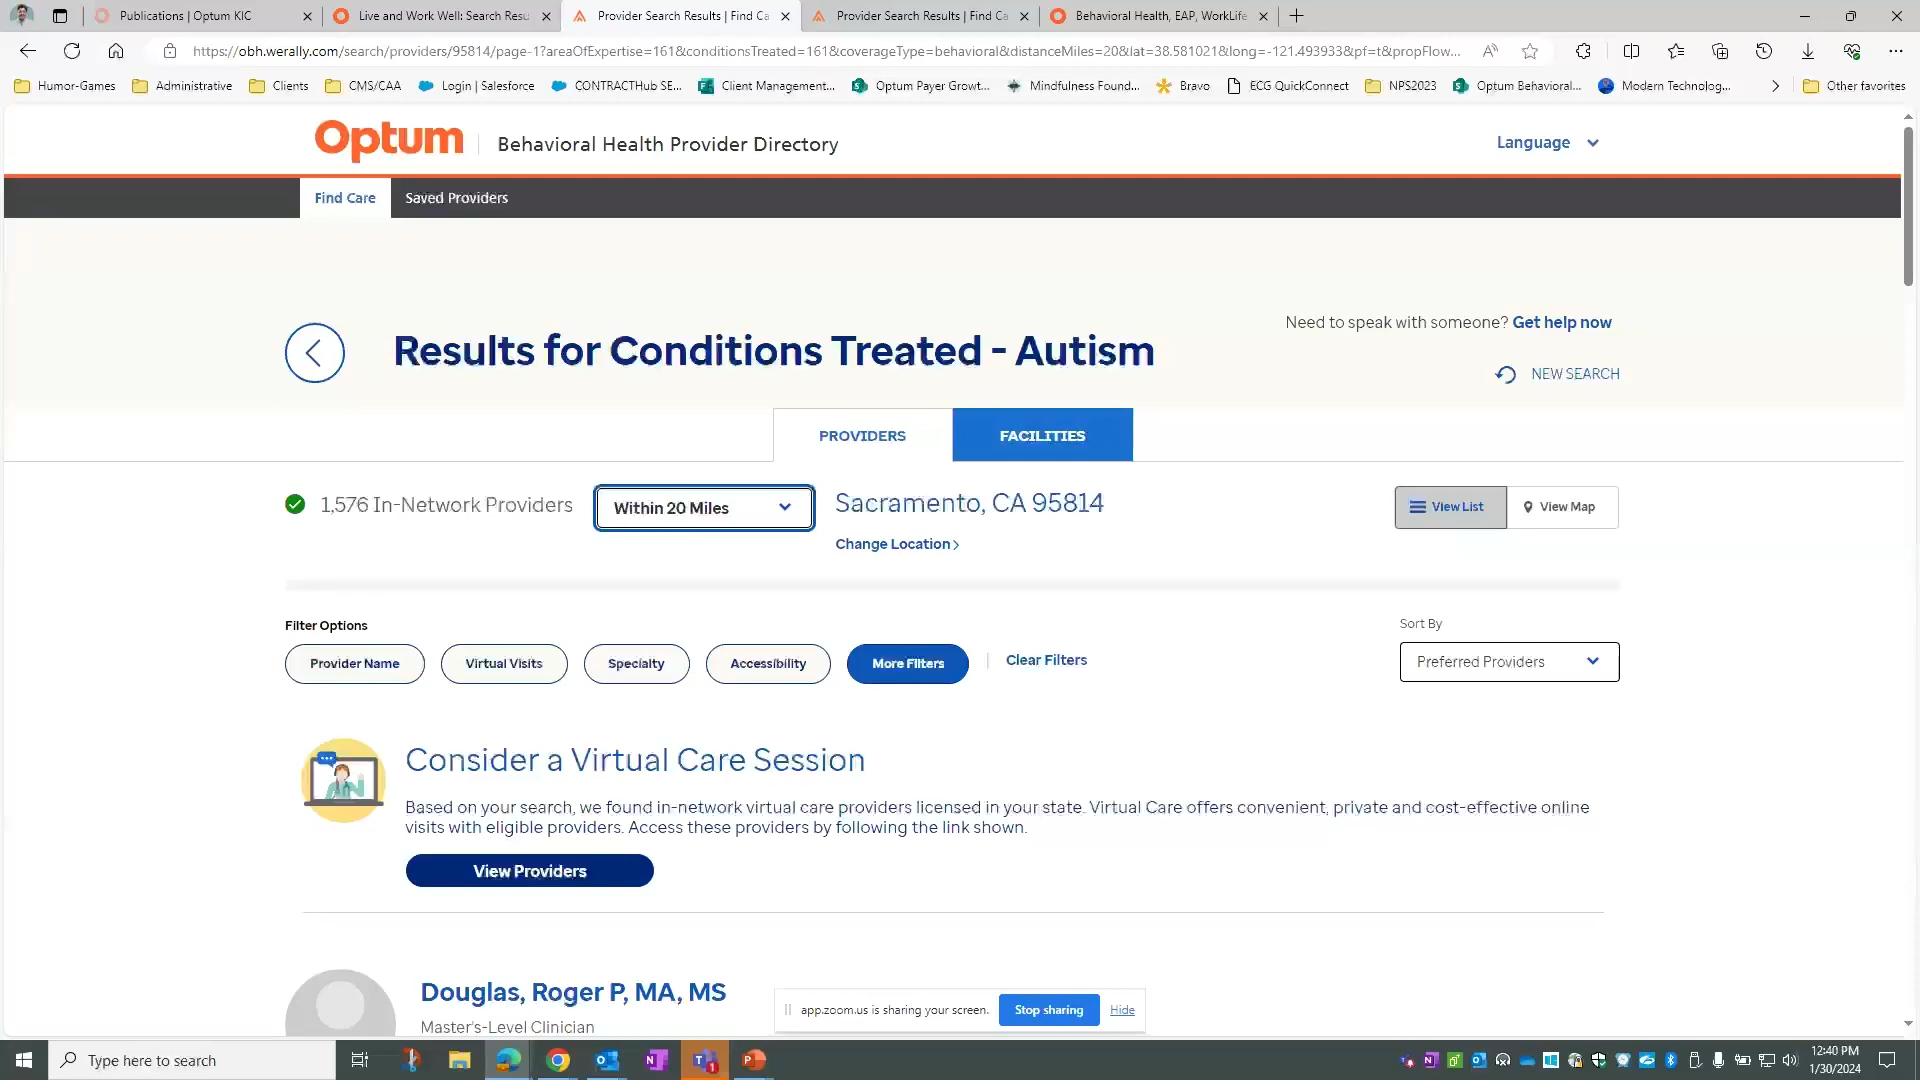 Publications | Optum KIC
Live and Work Well: Search Resu
Provider Search Results | Find Ca
Provider Search Results | Find Ca
Behavioral Health, EAP, WorkLife
https://obh.werally.com/search/providers/95814/page-1?areaOfExpertise=161&conditionsTreated=161&coverageType=behavioral&distanceMiles=20&lat=38.581021&long=-121.493933&pf=t&propFlow...
Humor-Games
Administrative
Clients
CMS/CAA
Login | Salesforce
CONTRACTHub SE...
Client Management...
Optum Payer Growt...
Mindfulness Found...
Bravo
ECG QuickConnect
NPS2023
Optum Behavioral...
Modern Technolog...
Other favorites
Optum
Behavioral Health Provider Directory
Language
Find Care
Saved Providers
Need to speak with someone? Get help now
Results for Conditions Treated - Autism
NEW SEARCH
PROVIDERS
FACILITIES
1,576 In-Network Providers
Within 20 Miles
Sacramento, CA 95814
View List
View Map
Change Location
Filter Options
Sort By
Provider Name
Virtual Visits
Specialty
Accessibility
More Filters
Clear Filters
Preferred Providers
Consider a Virtual Care Session
Based on your search, we found in-network virtual care providers licensed in your state. Virtual Care offers convenient, private and cost-effective online
visits with eligible providers. Access these providers by following the link shown.
View Providers
Douglas, Roger P, MA, MS
Master's-Level Clinician
app.zoom.us is sharing your screen.
Stop sharing
Hide
Type here to search
12:40 PM
1/30/2024